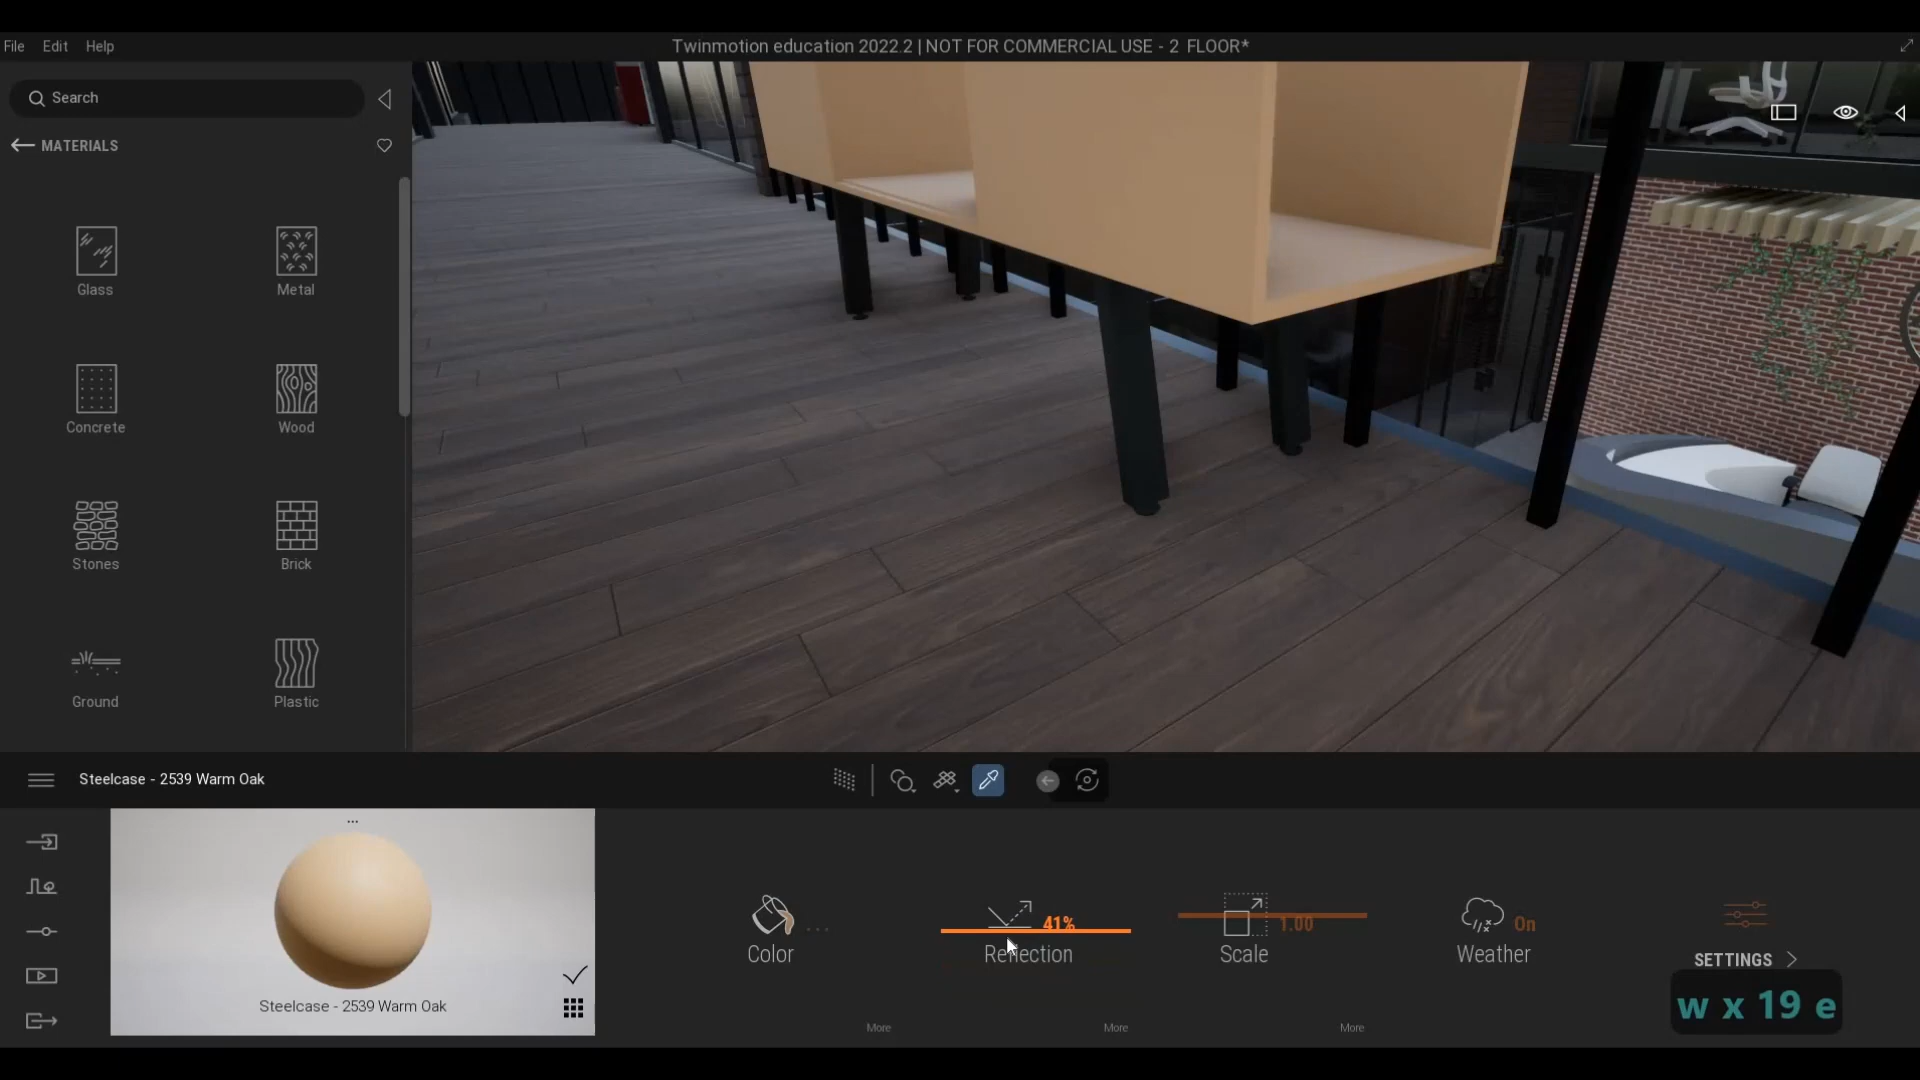 File Edit Help
Twinmotion education 2022.2 | NOT FOR COMMERCIAL USE - 2 FLOOR*
Search
MATERIALS
Glass
Metal
Concrete
Wood
Stones
Brick
Ground
Plastic
Steelcase - 2539 Warm Oak
...
Steelcase - 2539 Warm Oak
...
Color
41%
Reflection
1.00
Scale
On
Weather
SETTINGS
More
More
More
w x 19 e